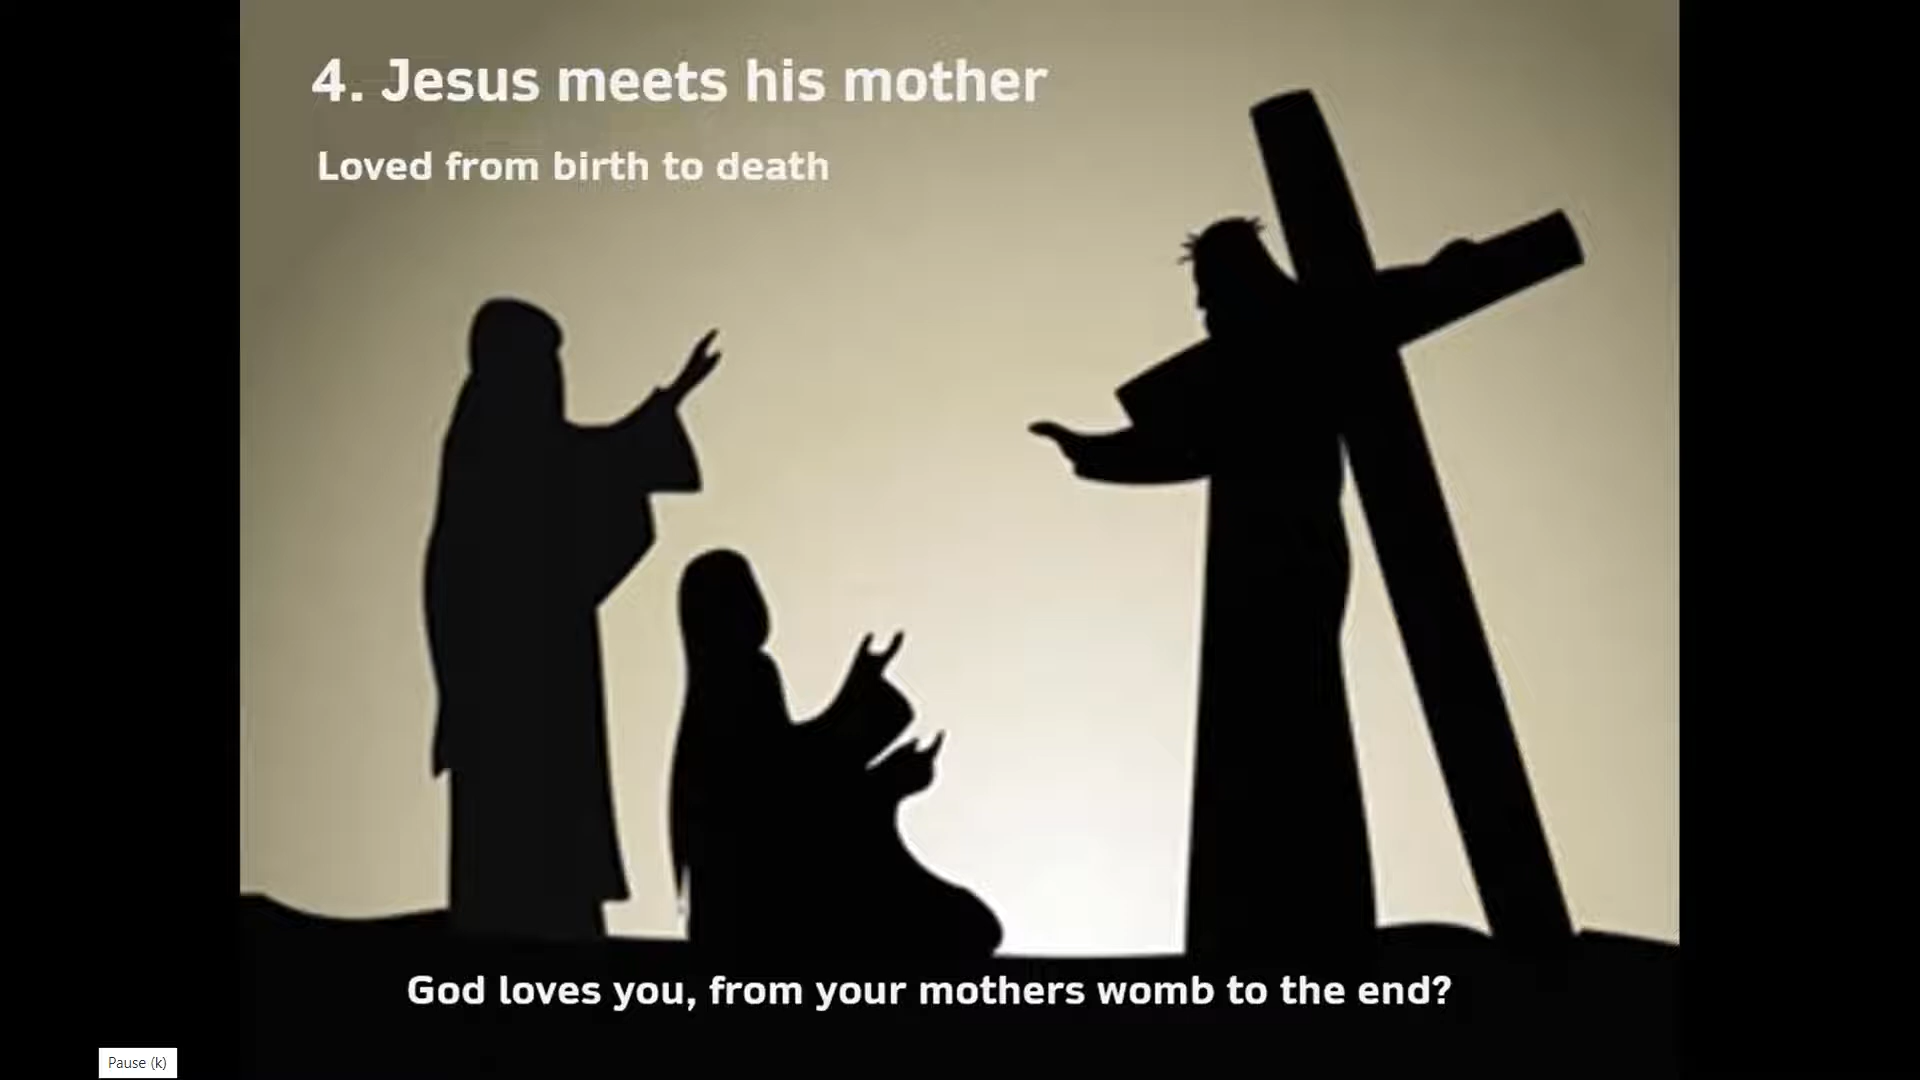 4. Jesus meets his mother
Loved from birth to death
God loves you, from your mothers womb to the end?
Pause (k)